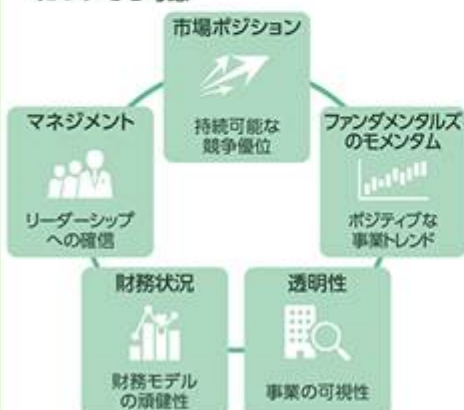 市場ポジション
持続可能な
競争優位
マネジメント
リーダーシップ
への確信
ファンダメンタルズ
のモメンタム
ポジティブな
事業トレンド
財務状況
財務モデル
の頑健性
透明性
事業の可視性